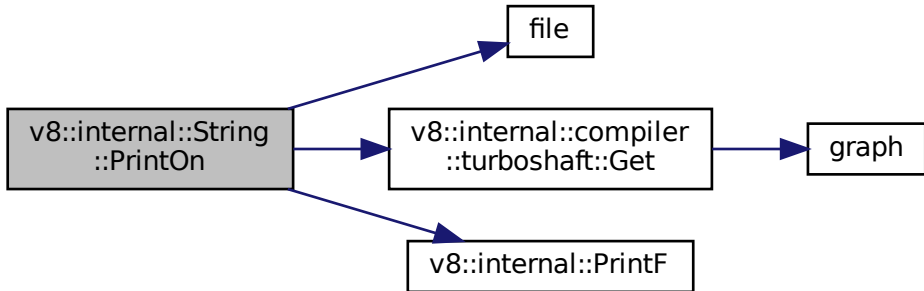 v8::internal::String
::PrintOn
file
v8::internal::compiler
::turboshaft::Get
graph
v8::internal::PrintF